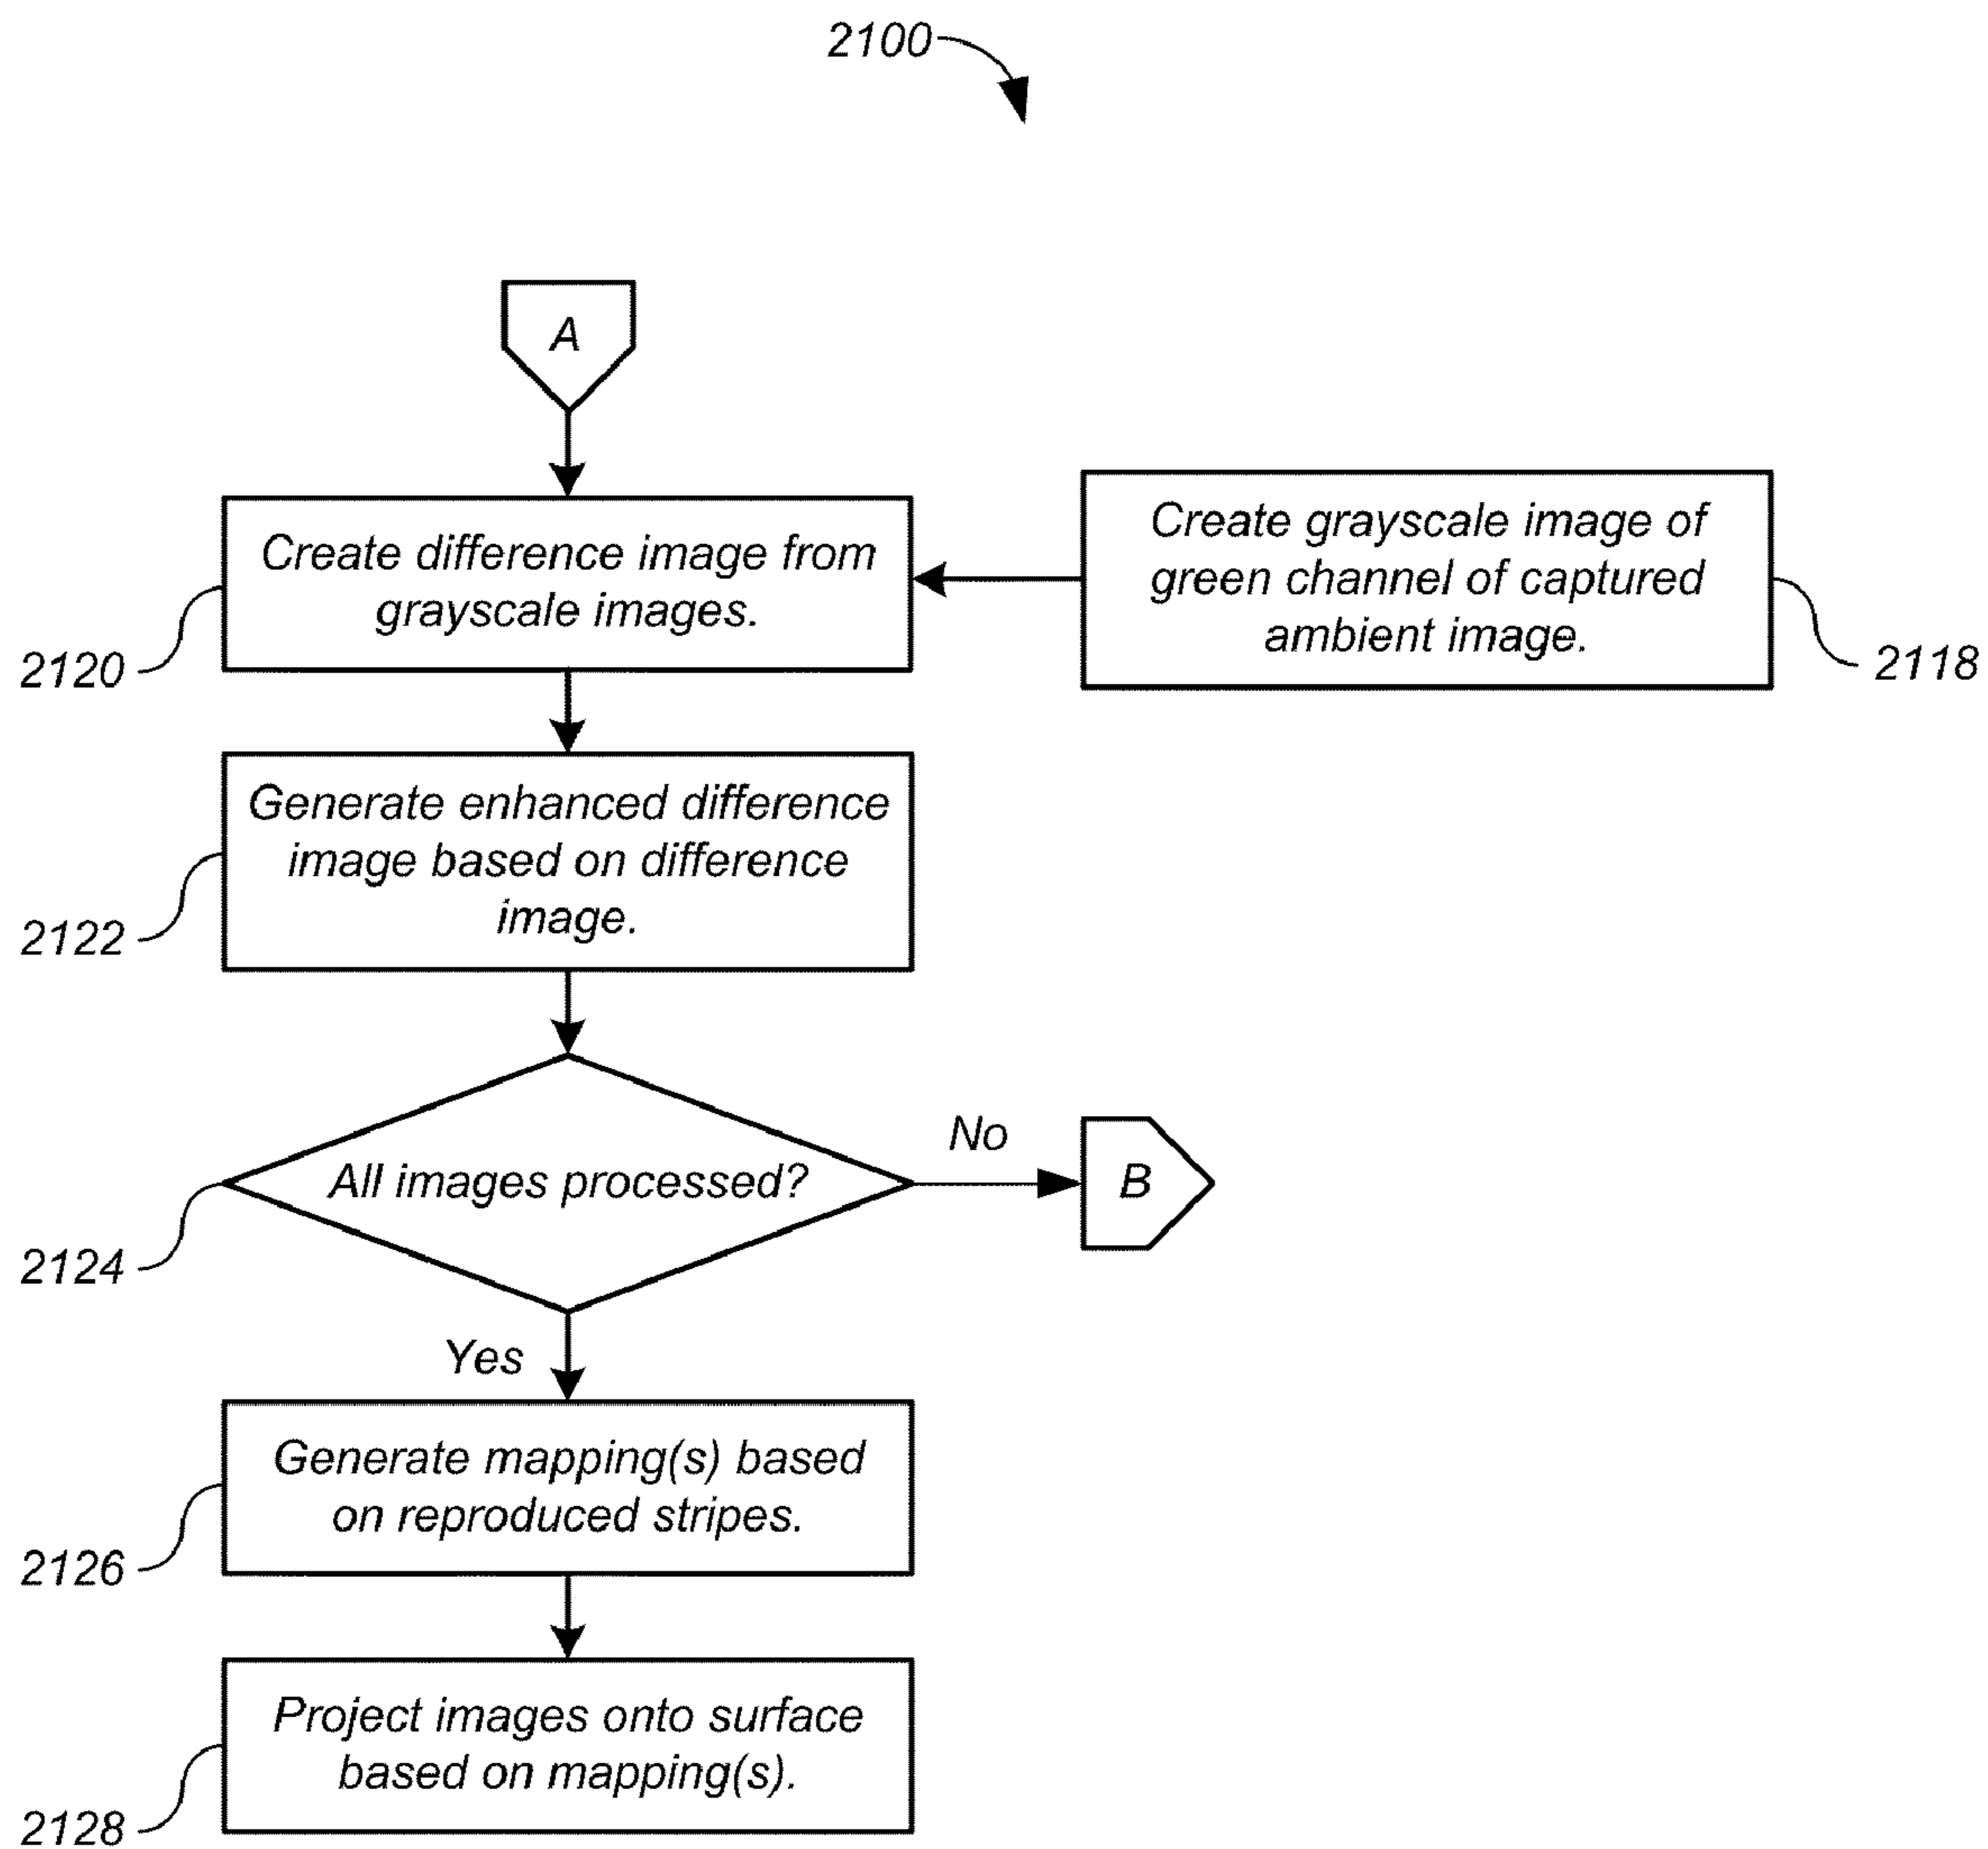 2100
A
Create difference image from
grayscale images.
2120
Create grayscale image of
green channel of captured
ambient image.
2118
Generate enhanced difference
image based on difference
image.
2122
All images processed?
2124
No
B
Yes
Generate mapping(s) based
on reproduced stripes.
2126
Project images onto surface
based on mapping(s).
2128